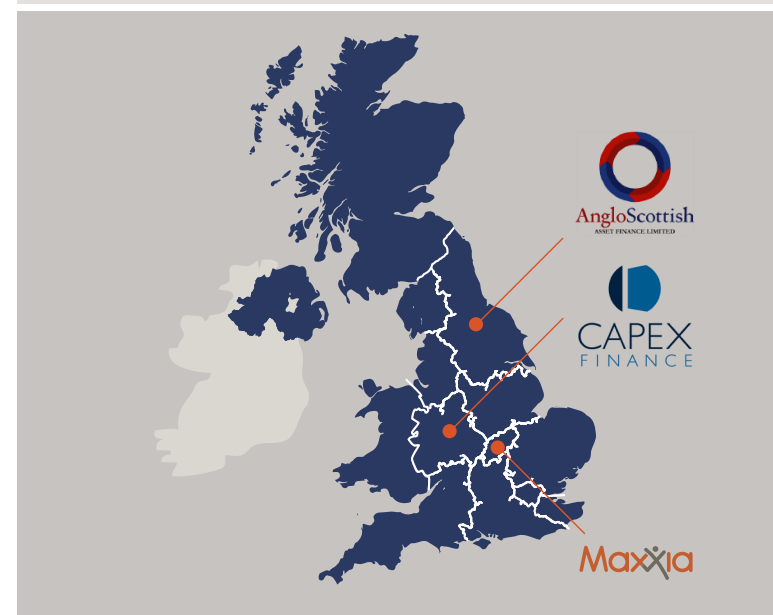 AngloScottish
ASSET FINANCE LIMITED
CAPEX
FINANCE
Maxxia